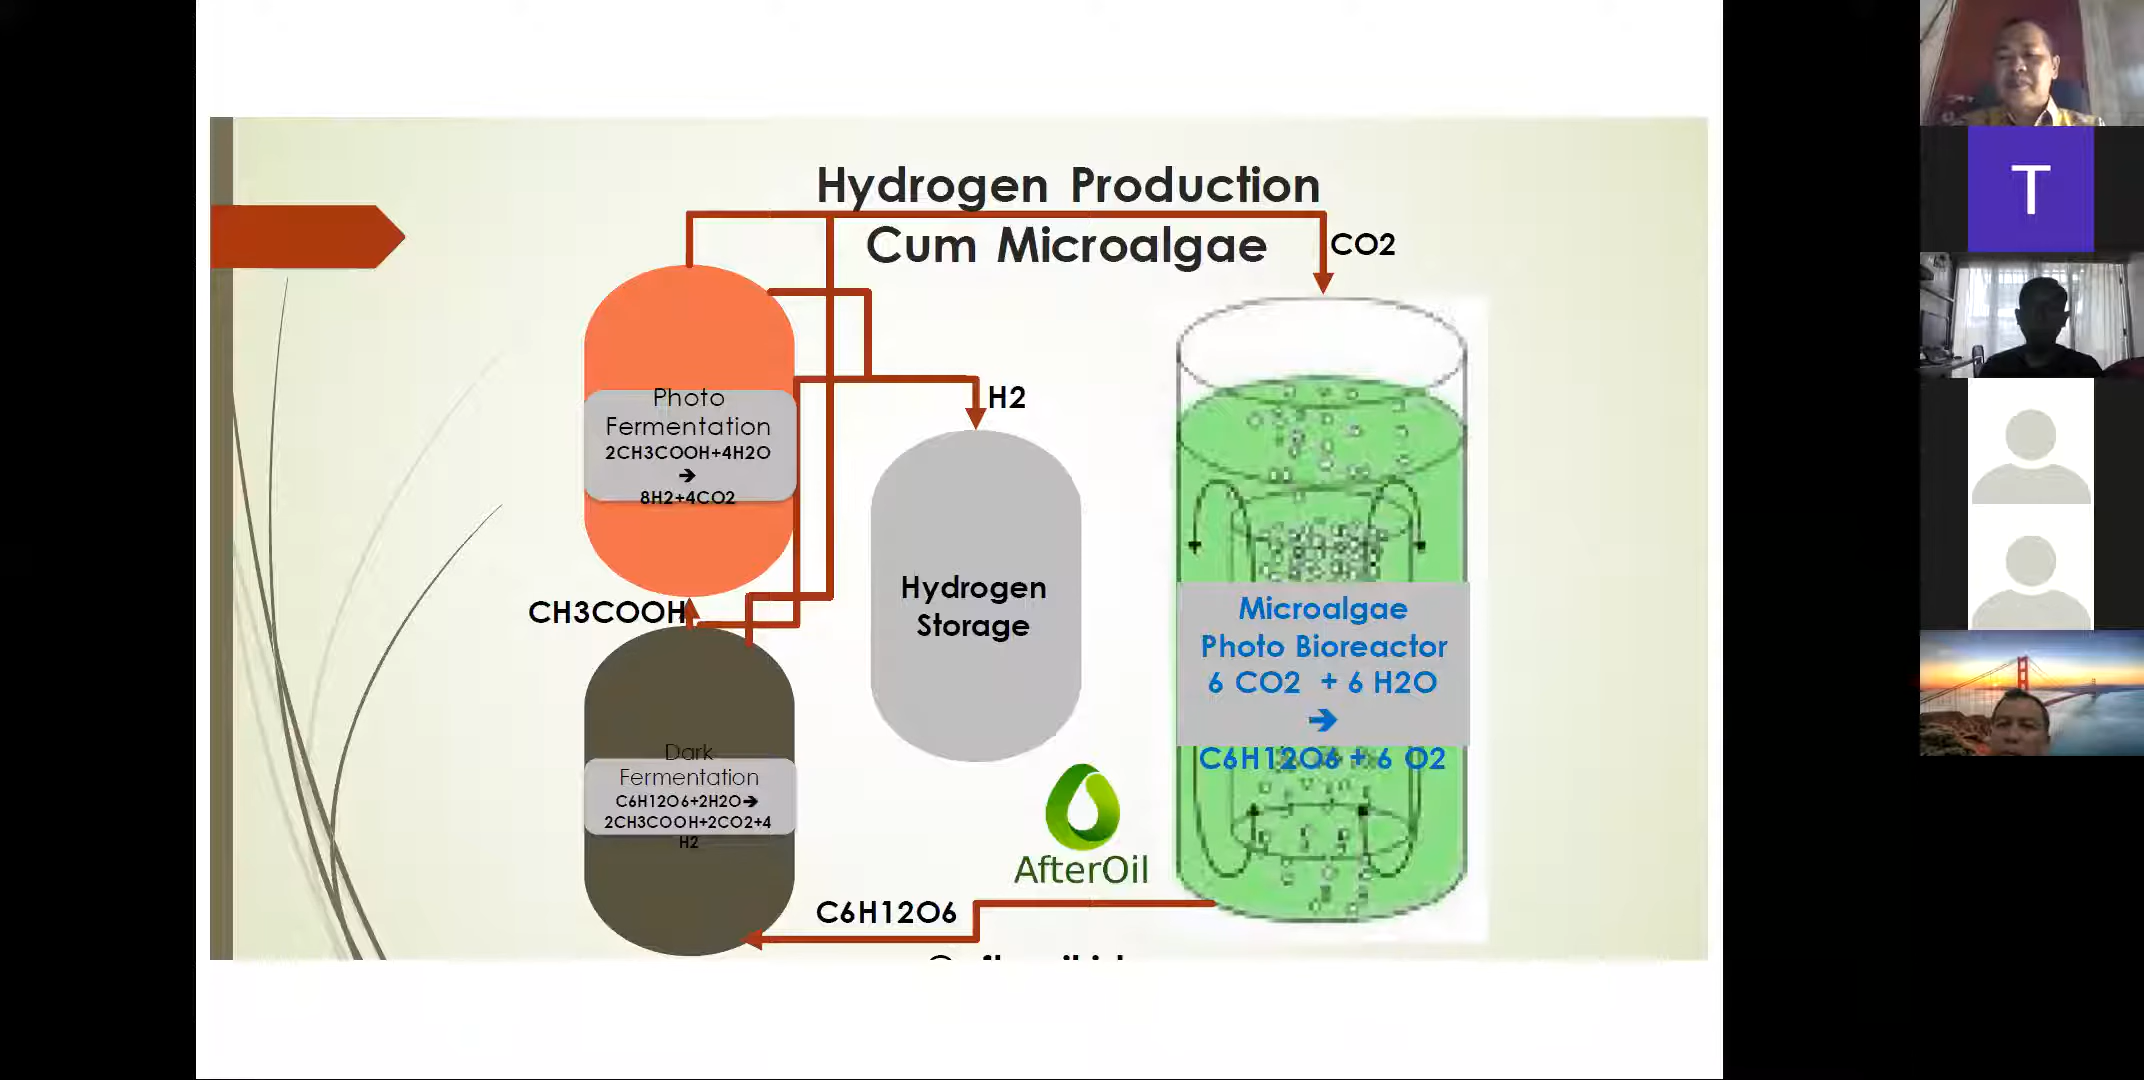 Hydrogen Production
Cum Microalgae
CO2
H2
Photo
Fermentation
2CH3COOH+4H2O
➔
8H2+4CO2
Hydrogen
Storage
CH3COOH
Microalgae
Photo Bioreactor
6 CO2 + 6 H2O
➔
C6H12O6 + 6 O2
Dark
Fermentation
C6H12O6+2H2O➔
2CH3COOH+2CO2+4
H2
AfterOil
C6H12O6
T